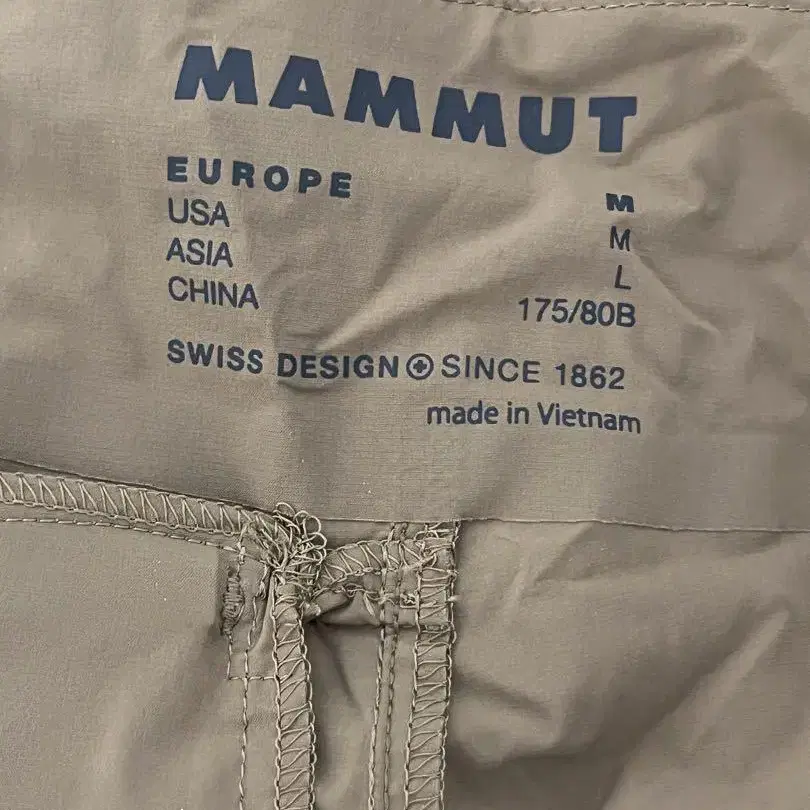 MAMMUT
EUROPE M
USA M
ASIA L
CHINA 175/80B
SWISS DESIGN SINCE 1862
made in Vietnam